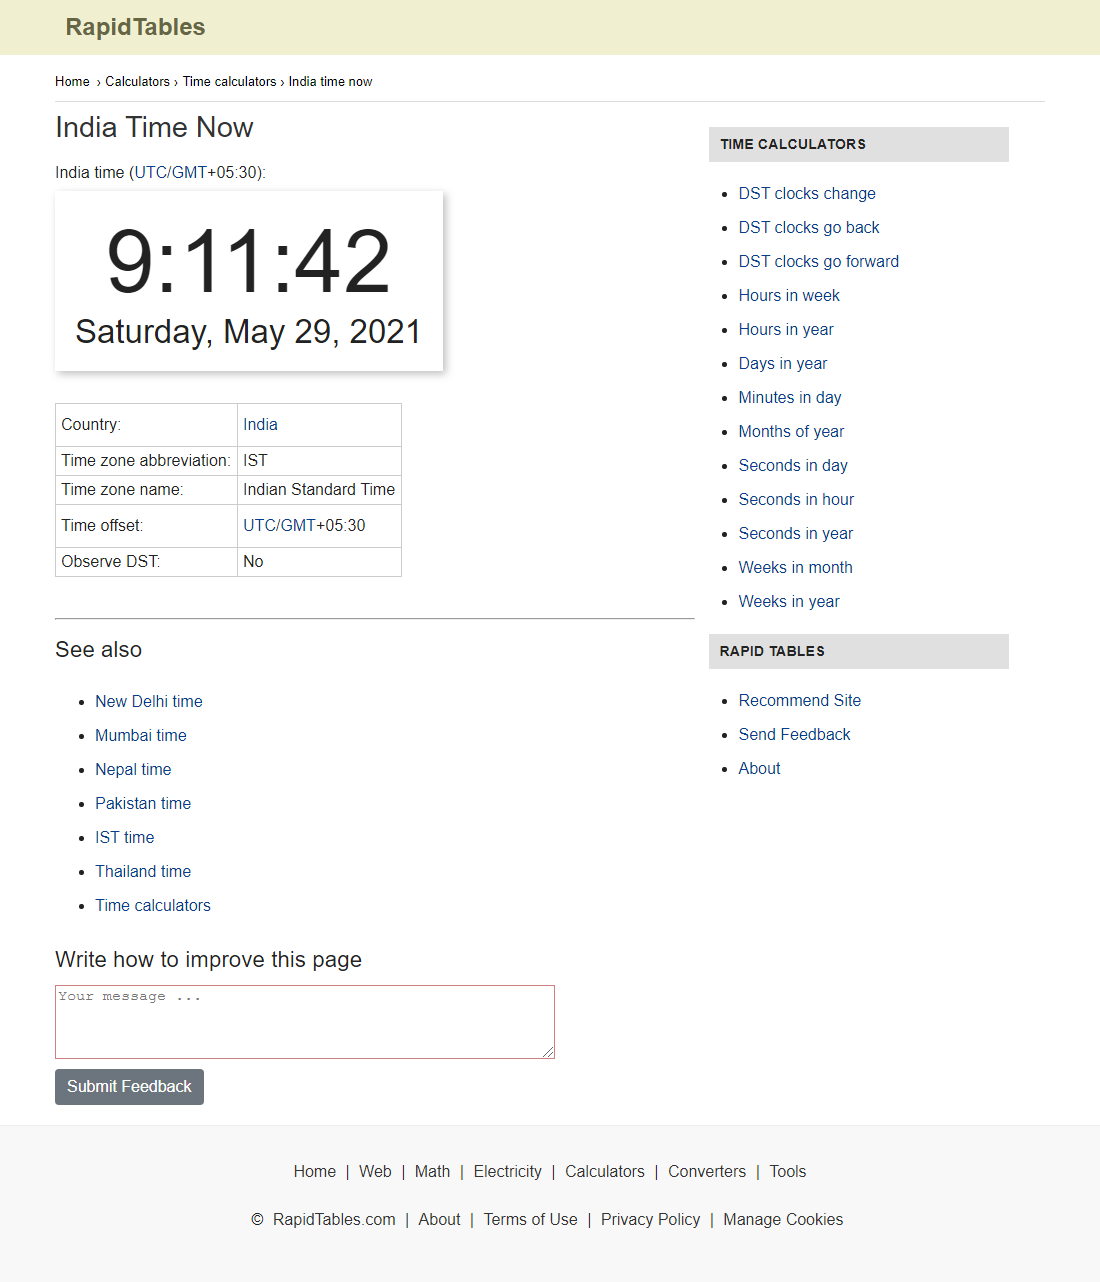 RapidTables
Home › Calculators › Time calculators › India time now
India Time Now
India time (UTC/GMT+05:30):
9:11:42
Saturday, May 29, 2021
Country: India
Time zone abbreviation: IST
Time zone name: Indian Standard Time
Time offset: UTC/GMT+05:30
Observe DST: No
See also
New Delhi time
Mumbai time
Nepal time
Pakistan time
IST time
Thailand time
Time calculators
Write how to improve this page
Your message ...
Submit Feedback
TIME CALCULATORS
DST clocks change
DST clocks go back
DST clocks go forward
Hours in week
Hours in year
Days in year
Minutes in day
Months of year
Seconds in day
Seconds in hour
Seconds in year
Weeks in month
Weeks in year
RAPID TABLES
Recommend Site
Send Feedback
About
Home | Web | Math | Electricity | Calculators | Converters | Tools
© RapidTables.com | About | Terms of Use | Privacy Policy | Manage Cookies